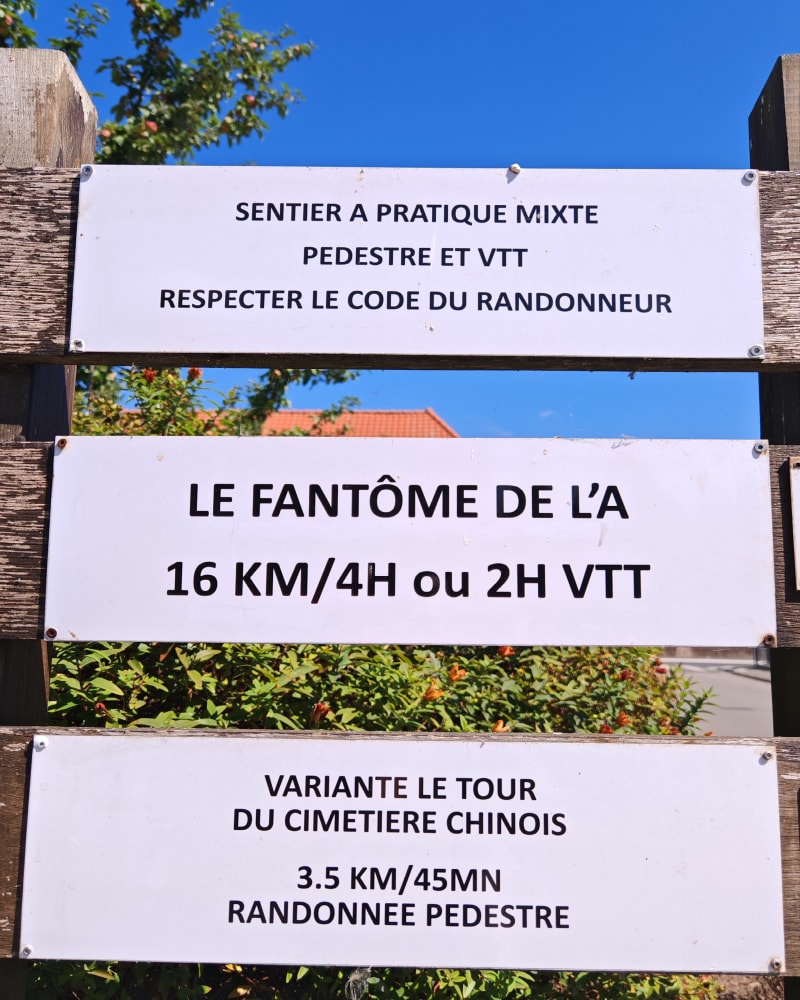 SENTIER A PRATIQUE MIXTE
PEDESTRE ET VTT
RESPECTER LE CODE DU RANDONNEUR
LE FANTÔME DE L’A
16 KM/4H ou 2H VTT
VARIANTE LE TOUR
DU CIMETIERE CHINOIS
3.5 KM/45MN
RANDONNEE PEDESTRE